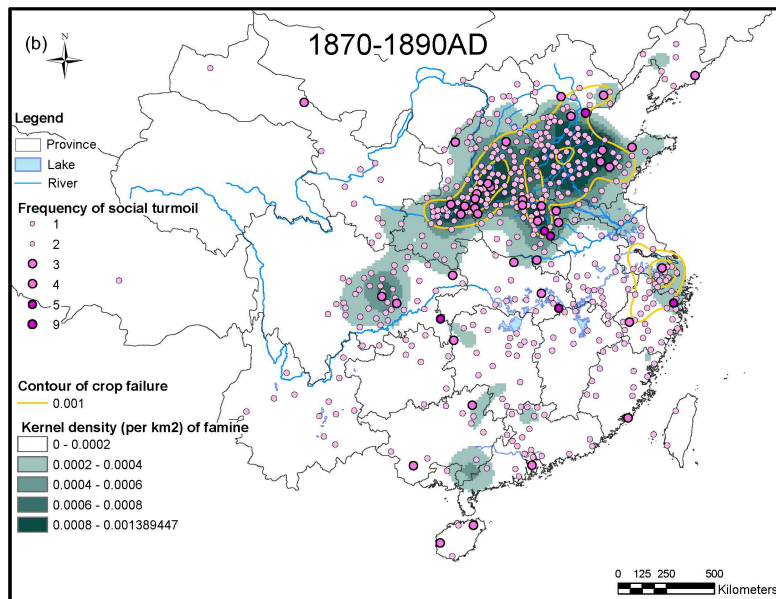 (b)
N
1870-1890AD
Legend
Province
Lake
River
Frequency of social turmoil
1
2
3
4
5
9
Contour of crop failure
0.001
Kernel density (per km2) of famine
0 - 0.0002
0.0002 - 0.0004
0.0004 - 0.0006
0.0006 - 0.0008
0.0008 - 0.001389447
0 125 250 500
Kilometers